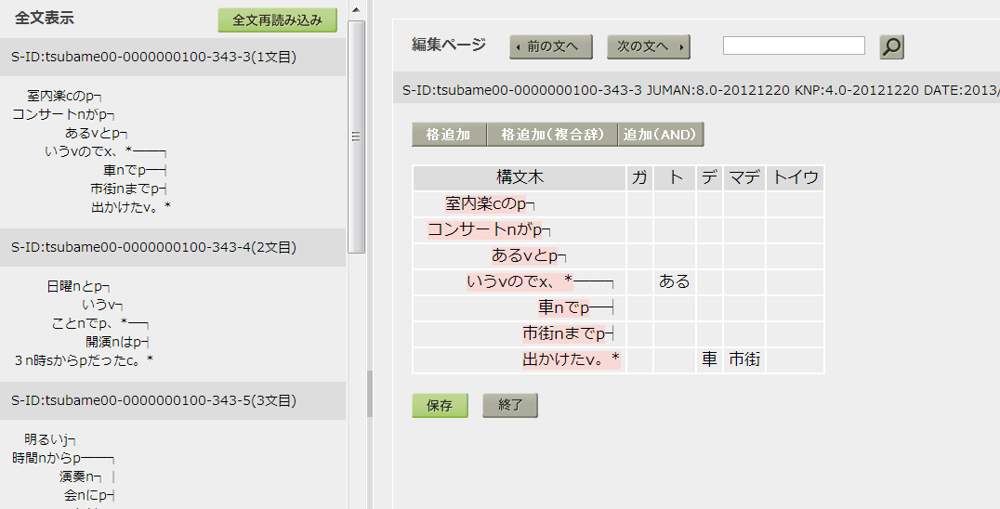 全文表示
全文再読み込み
S-ID:tsubame00-0000000100-343-3(1文目)
室内楽cのp┐
コンサートnがp┐
あるvとp┐
いうvのでx、*──┐
車nでp─┤
市街nまでp┤
出かけたv。*
S-ID:tsubame00-0000000100-343-4(2文目)
日曜nとp┐
いうv┐
ことnでp、*─┐
開演nはp┤
３n時sからpだったc。*
S-ID:tsubame00-0000000100-343-5(3文目)
明るいj┐
時間nからp──┐
演奏n┐│
会nにp┤
編集ページ
前の文へ
次の文へ
S-ID:tsubame00-0000000100-343-3 JUMAN:8.0-20121220 KNP:4.0-20121220 DATE:2013/
格追加 格追加(複合辞) 追加(AND)
構文木 ガ ト デ マデ トイウ
室内楽cのp┐
コンサートnがp┐
あるvとp┐
いうvのでx、*──┐ ある
車nでp─┤
市街nまでp┤
出かけたv。* 車 市街
保存 終了